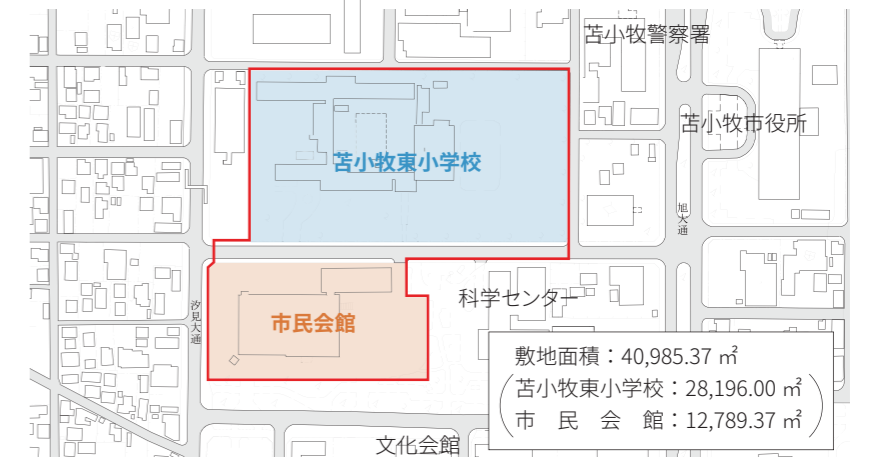 苫小牧警察署
苫小牧市役所
苫小牧東小学校
旭大通
科学センター
汐見大通
市民会館
敷地面積：40,985.37 ㎡
苫小牧東小学校：28,196.00 ㎡
市　民　会　館：12,789.37 ㎡
文化会館